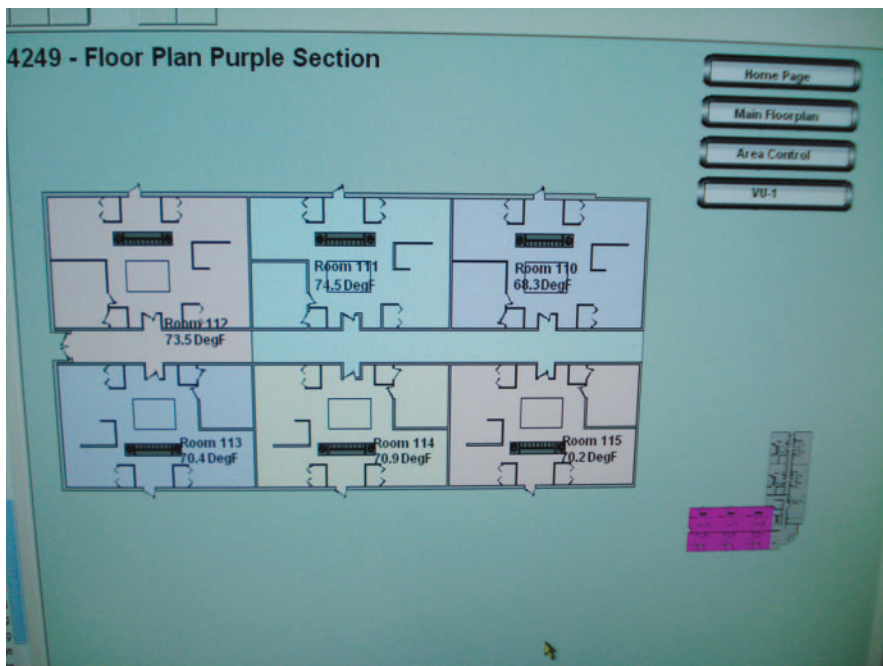 4249 - Floor Plan Purple Section
Home Page
Main Floorplan
Area Control
VU-1
Room 111
74.5 DegF
Room 110
68.3 DegF
Room 112
73.5 DegF
Room 113
70.4 DegF
Room 114
70.9 DegF
Room 115
70.2 DegF